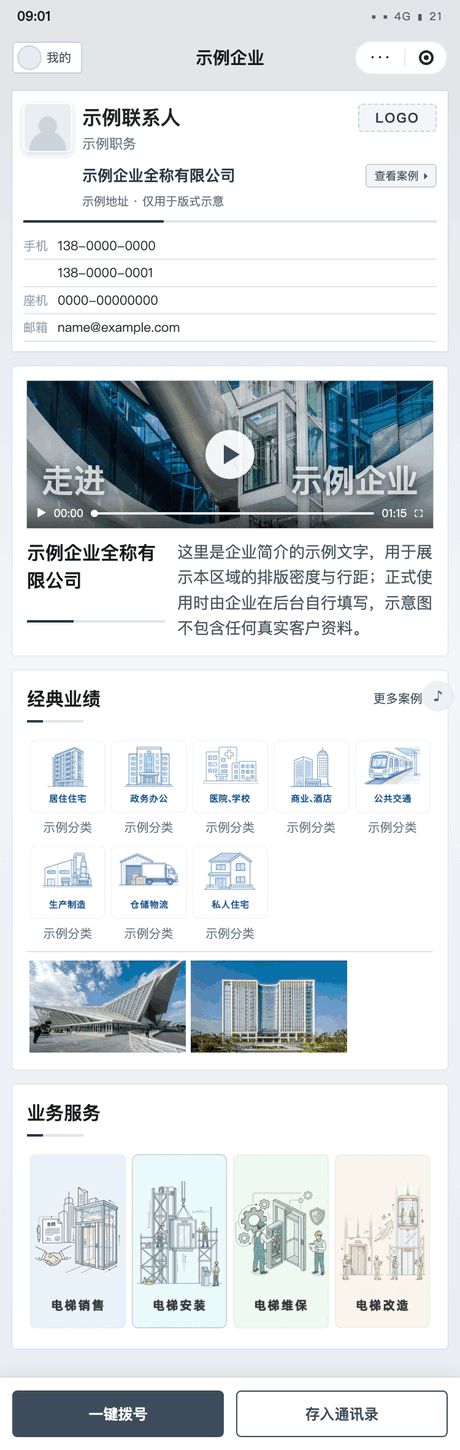 09:01
4G 21
我的
示例企业
示例联系人
LOGO
示例职务
示例企业全称有限公司
查看案例
示例地址 · 仅用于版式示意
手机 138-0000-0000
138-0000-0001
座机 0000-00000000
邮箱 name@example.com
走进 示例企业
00:00 01:15
示例企业全称有
限公司
这里是企业简介的示例文字，用于展
示本区域的排版密度与行距；正式使
用时由企业在后台自行填写，示意图
不包含任何真实客户资料。
经典业绩
更多案例
居住住宅 政务办公 医院、学校 商业、酒店 公共交通
示例分类 示例分类 示例分类 示例分类 示例分类
生产制造 仓储物流 私人住宅
示例分类 示例分类 示例分类
业务服务
合同
电梯销售 电梯安装 电梯维保 电梯改造
一键拨号 存入通讯录